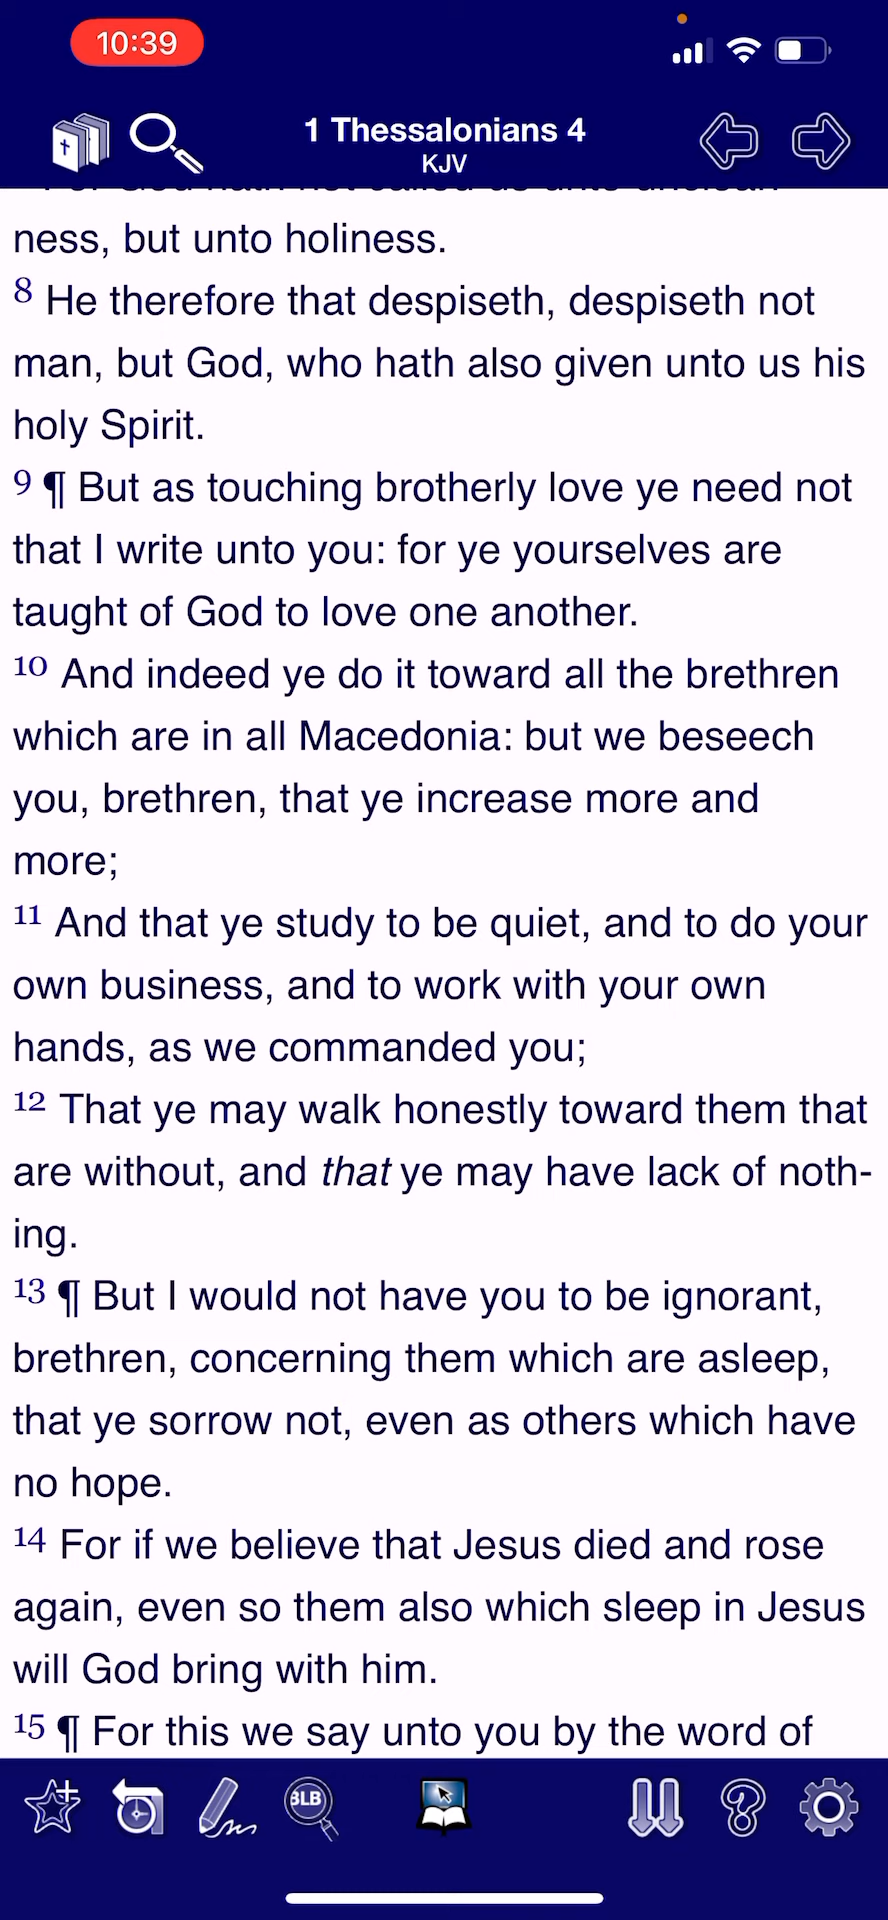 10:39
1 Thessalonians 4
KJV
For God hath not called us unto unclean-
ness, but unto holiness.
8 He therefore that despiseth, despiseth not
man, but God, who hath also given unto us his
holy Spirit.
9 ¶ But as touching brotherly love ye need not
that I write unto you: for ye yourselves are
taught of God to love one another.
10 And indeed ye do it toward all the brethren
which are in all Macedonia: but we beseech
you, brethren, that ye increase more and
more;
11 And that ye study to be quiet, and to do your
own business, and to work with your own
hands, as we commanded you;
12 That ye may walk honestly toward them that
are without, and that ye may have lack of noth-
ing.
13 ¶ But I would not have you to be ignorant,
brethren, concerning them which are asleep,
that ye sorrow not, even as others which have
no hope.
14 For if we believe that Jesus died and rose
again, even so them also which sleep in Jesus
will God bring with him.
15 ¶ For this we say unto you by the word of
BLB